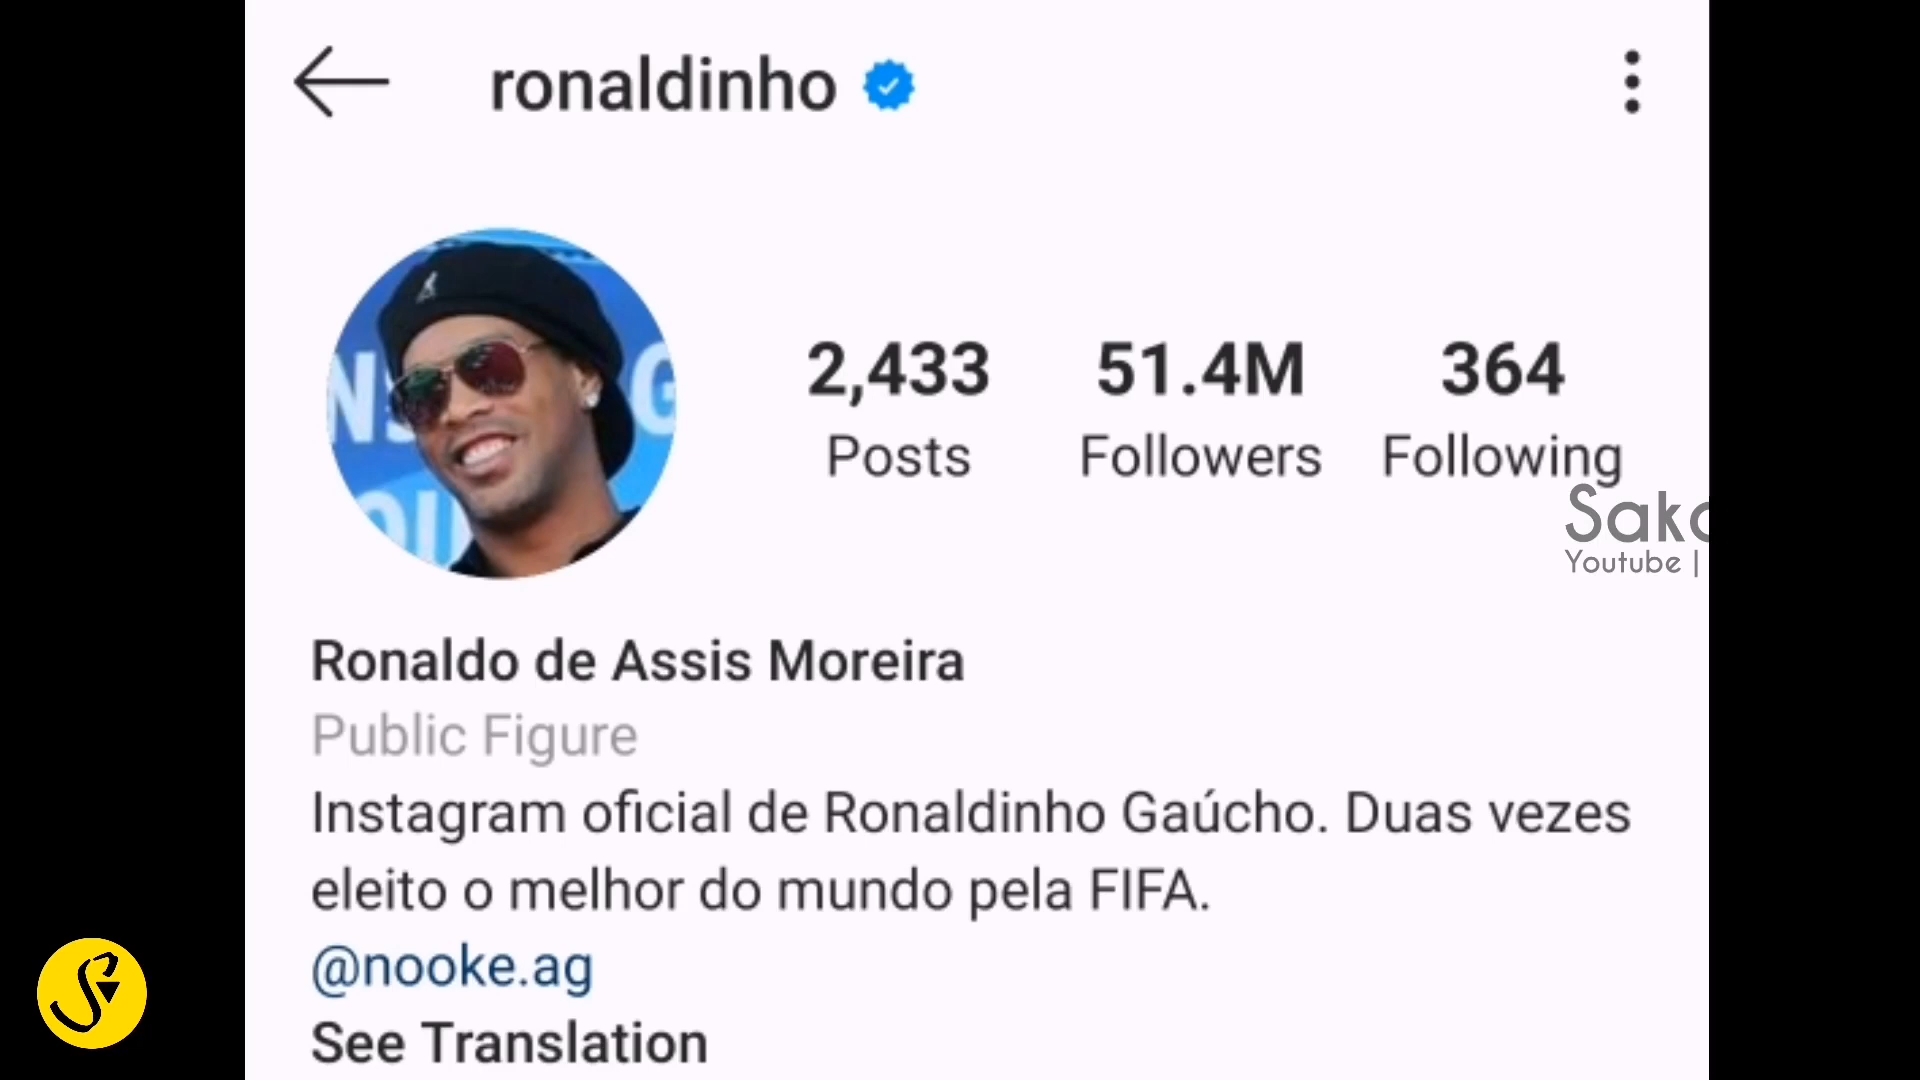 ronaldinho
2,433 51.4M 364
Posts Followers Following
Youtube |
Ronaldo de Assis Moreira
Public Figure
Instagram oficial de Ronaldinho Gaúcho. Duas vezes
eleito o melhor do mundo pela FIFA.
@nooke.ag
See Translation